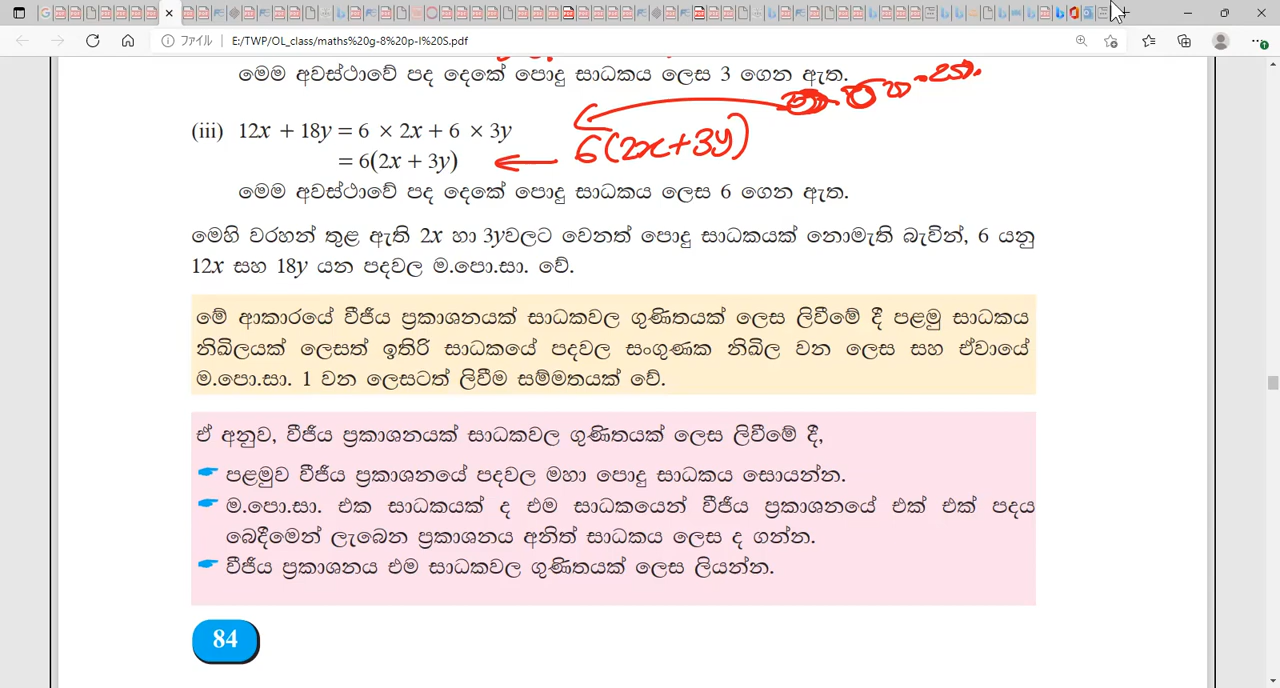 ファイル E:/TWP/OL_class/maths%20g-8%20p-I%20S.pdf
මෙම අවස්ථාවේ පද දෙකේ පොදු සාධකය ලෙස 3 ගෙන ඇත.
(iii) 12x + 18y = 6 × 2x + 6 × 3y
6(2x+3y)
= 6(2x + 3y)
මෙම අවස්ථාවේ පද දෙකේ පොදු සාධකය ලෙස 6 ගෙන ඇත.
මෙහි වරහන් තුළ ඇති 2x හා 3yවලට වෙනත් පොදු සාධකයක් නොමැති බැවින්, 6 යනු
12x සහ 18y යන පදවල ම.පො.සා. වේ.
මේ ආකාරයේ වීජීය ප්‍රකාශනයක් සාධකවල ගුණිතයක් ලෙස ලිවීමේ දී පළමු සාධකය
නිඛිලයක් ලෙසත් ඉතිරි සාධකයේ පදවල සංගුණක නිඛිල වන ලෙස සහ ඒවායේ
ම.පො.සා. 1 වන ලෙසටත් ලිවීම සම්මතයක් වේ.
ඒ අනුව, වීජීය ප්‍රකාශනයක් සාධකවල ගුණිතයක් ලෙස ලිවීමේ දී,
පළමුව වීජීය ප්‍රකාශනයේ පදවල මහා පොදු සාධකය සොයන්න.
ම.පො.සා. එක සාධකයක් ද එම සාධකයෙන් වීජීය ප්‍රකාශනයේ එක් එක් පදය
බෙදීමෙන් ලැබෙන ප්‍රකාශනය අනිත් සාධකය ලෙස ද ගන්න.
වීජීය ප්‍රකාශනය එම සාධකවල ගුණිතයක් ලෙස ලියන්න.
84